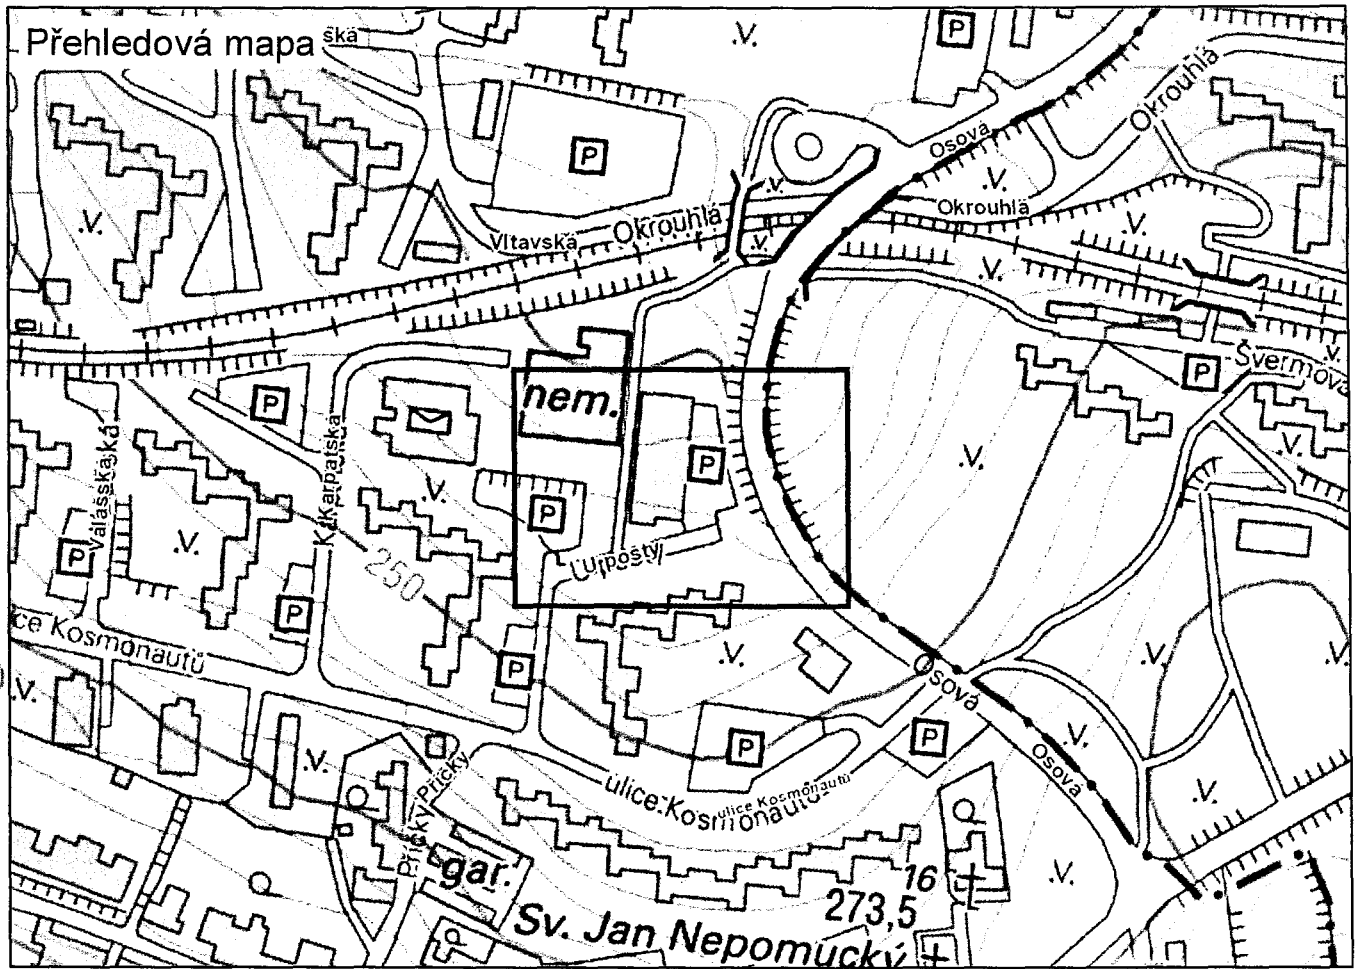 Přehledová mapa
ská
.V.
P
Okrouhlá
Osová
P
.V.
.V.
.V.
Okrouhlá
.V.
Okrouhlá
Vltavská
.V.
.V.
Švermova
.V.
P
nem.
P
Karpatská
Valašská
P
.V.
.V.
.V.
P
.V.
P
U pošty
250
P
P
ulice Kosmonautů
.V.
.V.
.V.
P
Osová
.V.
P
P
.V.
Osová
.V.
Příčky
Příčky
ulice Kosmonautů
ulice Kosmonautů
.V.
gar.
16
273,5
.V.
Sv. Jan Nepomucký